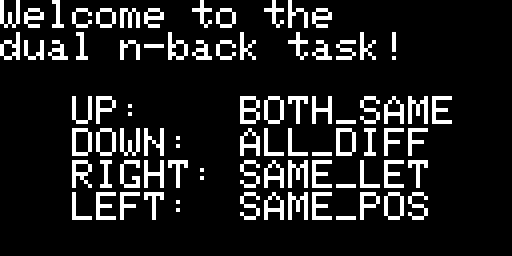 Welcome to the
dual n-back task!
UP: BOTH_SAME
DOWN: ALL_DIFF
RIGHT: SAME_LET
LEFT: SAME_POS